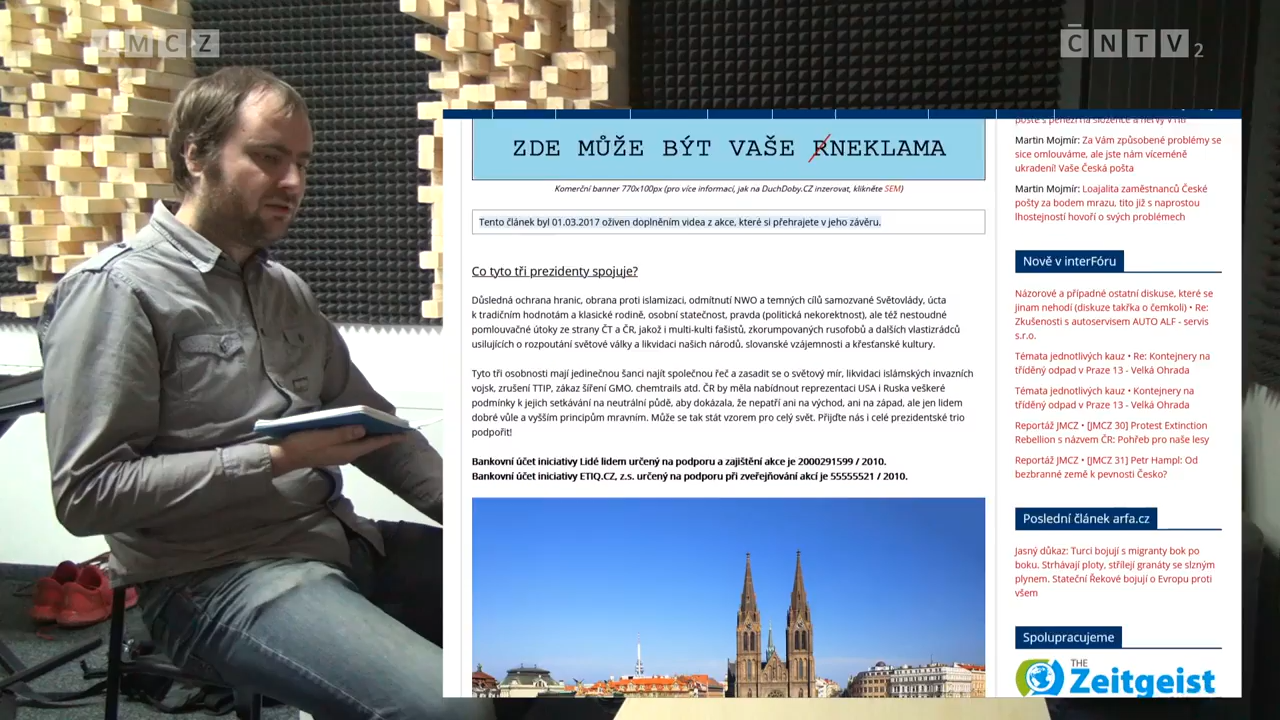 JMCZ
ČNTV2
ZDE MŮŽE BÝT VAŠE RNEKLAMA
Komerční banner 770x100px (pro více informací, jak na DuchDoby.CZ inzerovat, klikněte SEM)
Tento článek byl 01.03.2017 oživen doplněním videa z akce, které si přehrajete v jeho závěru.
Co tyto tři prezidenty spojuje?
Důsledná ochrana hranic, obrana proti islamizaci, odmítnutí NWO a temných cílů samozvané Světovlády, úcta
k tradičním hodnotám a klasické rodině, osobní statečnost, pravda (politická nekorektnost), ale též nestoudné
pomlouvačné útoky ze strany ČT a ČR, jakož i multi-kulti fašistů, zkorumpovaných rusofobů a dalších vlastizrádců
usilujících o rozpoutání světové války a likvidaci našich národů, slovanské vzájemnosti a křesťanské kultury.
Tyto tři osobnosti mají jedinečnou šanci najít společnou řeč a zasadit se o světový mír, likvidaci islámských invazních
vojsk, zrušení TTIP, zákaz šíření GMO, chemtrails atd. ČR by měla nabídnout reprezentaci USA i Ruska veškeré
podmínky k jejich setkávání na neutrální půdě, aby dokázala, že nepatří ani na východ, ani na západ, ale jen lidem
dobré vůle a vyšším principům mravním. Může se tak stát vzorem pro celý svět. Přijďte nás i celé prezidentské trio
podpořit!
Bankovní účet iniciativy Lidé lidem určený na podporu a zajištění akce je 2000291599 / 2010.
Bankovní účet iniciativy ETIQ.CZ, z.s. určený na podporu při zveřejňování akcí je 55555521 / 2010.
Martin Mojmír: Za Vám způsobené problémy se
sice omlouváme, ale jste nám víceméně
ukradení! Vaše Česká pošta
Martin Mojmír: Loajalita zaměstnanců České
pošty za bodem mrazu, tito již s naprostou
lhostejností hovoří o svých problémech
Nově v interFóru
Názorové a případné ostatní diskuse, které se
jinam nehodí (diskuze takřka o čemkoli) • Re:
Zkušenosti s autoservisem AUTO ALF - servis
s.r.o.
Témata jednotlivých kauz • Re: Kontejnery na
tříděný odpad v Praze 13 - Velká Ohrada
Témata jednotlivých kauz • Kontejnery na
tříděný odpad v Praze 13 - Velká Ohrada
Reportáž JMCZ • [JMCZ 30] Protest Extinction
Rebellion s názvem ČR: Pohřeb pro naše lesy
Reportáž JMCZ • [JMCZ 31] Petr Hampl: Od
bezbranné země k pevnosti Česko?
Poslední článek arfa.cz
Jasný důkaz: Turci bojují s migranty bok po
boku. Strhávají ploty, střílejí granáty se slzným
plynem. Stateční Řekové bojují o Evropu proti
všem
Spolupracujeme
THE
Zeitgeist